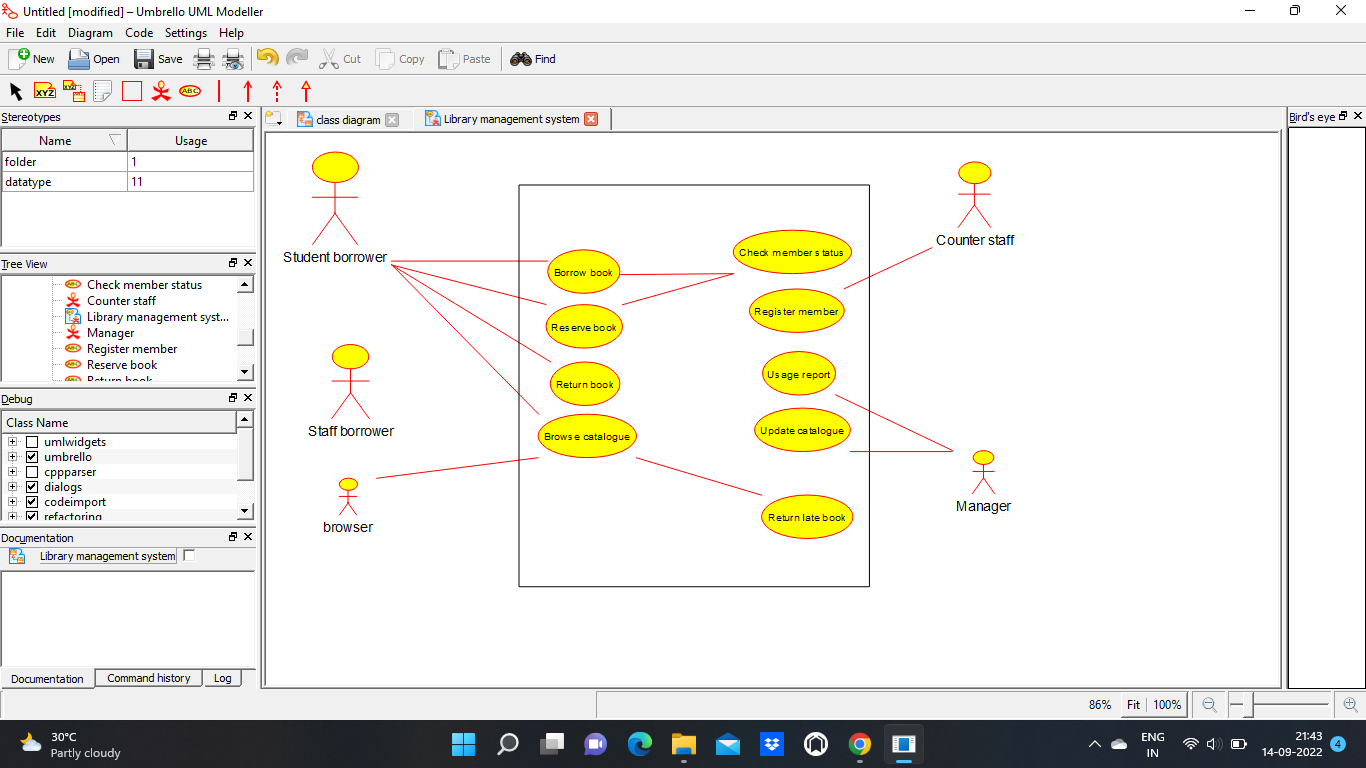 Untitled [modified] – Umbrello UML Modeller
File Edit Diagram Code Settings Help
New Open Save Cut Copy Paste Find
XYZ XYZ ABC
Stereotypes
Name Usage
folder 1
datatype 11
Tree View
Check member status
Counter staff
Library management syst...
Manager
Register member
Reserve book
Return book
Debug
Class Name
umlwidgets
umbrello
cppparser
dialogs
codeimport
refactoring
Documentation
Library management system
Documentation Command history Log
class diagram Library management system
Student borrower
Staff borrower
browser
Borrow book
Reserve book
Return book
Browse catalogue
Check member status
Register member
Usage report
Update catalogue
Return late book
Counter staff
Manager
Bird's eye
86% Fit 100%
30°C
Partly cloudy
ENG
IN
21:43
14-09-2022
4